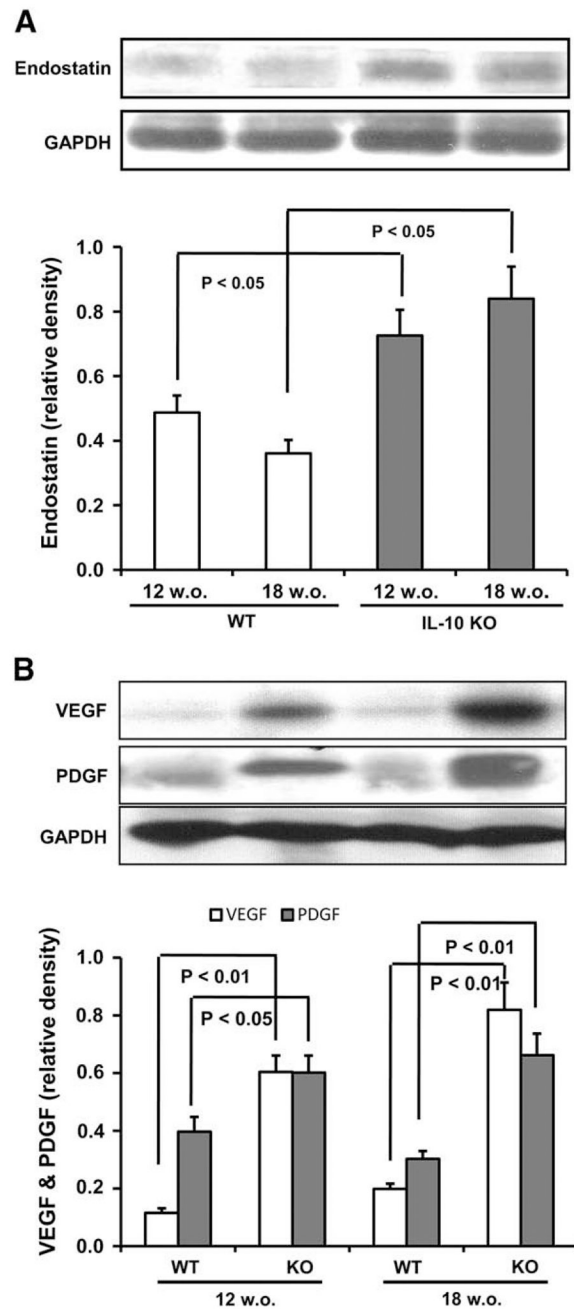 A
Endostatin
GAPDH
P < 0.05
P < 0.05
Endostatin (relative density)
1.0
0.8
0.6
0.4
0.2
0.0
12 w.o. 18 w.o. 12 w.o. 18 w.o.
WT IL-10 KO
B
VEGF
PDGF
GAPDH
VEGF PDGF
P < 0.01
P < 0.01
P < 0.01
P < 0.05
VEGF & PDGF (relative density)
1.0
0.8
0.6
0.4
0.2
0.0
WT KO WT KO
12 w.o. 18 w.o.